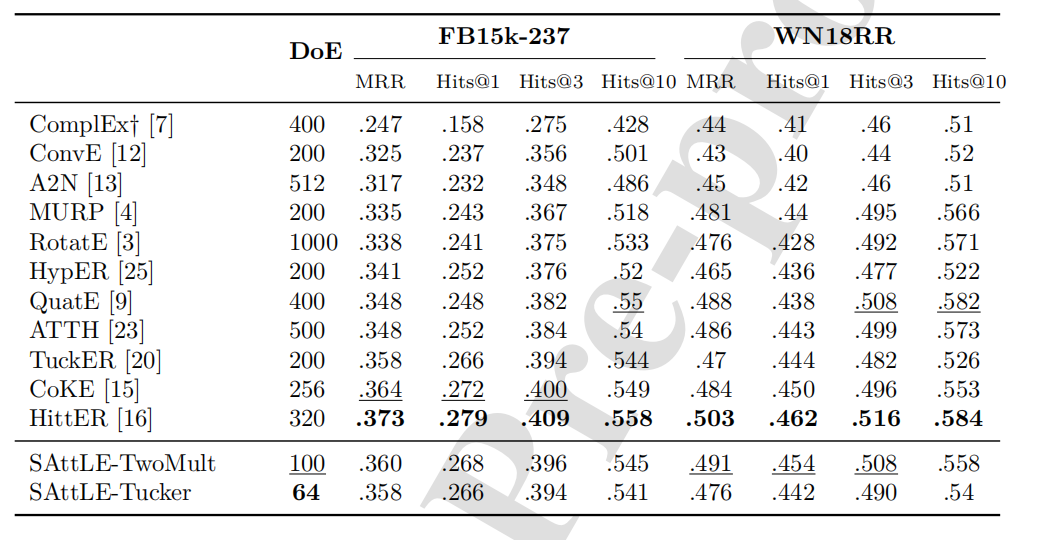 DoE FB15k-237 WN18RR
MRR Hits@1 Hits@3 Hits@10 MRR Hits@1 Hits@3 Hits@10
ComplEx† [7] 400 .247 .158 .275 .428 .44 .41 .46 .51
ConvE [12] 200 .325 .237 .356 .501 .43 .40 .44 .52
A2N [13] 512 .317 .232 .348 .486 .45 .42 .46 .51
MURP [4] 200 .335 .243 .367 .518 .481 .44 .495 .566
RotatE [3] 1000 .338 .241 .375 .533 .476 .428 .492 .571
HypER [25] 200 .341 .252 .376 .52 .465 .436 .477 .522
QuatE [9] 400 .348 .248 .382 .55 .488 .438 .508 .582
ATTH [23] 500 .348 .252 .384 .54 .486 .443 .499 .573
TuckER [20] 200 .358 .266 .394 .544 .47 .444 .482 .526
CoKE [15] 256 .364 .272 .400 .549 .484 .450 .496 .553
HittER [16] 320 .373 .279 .409 .558 .503 .462 .516 .584
SAttLE-TwoMult 100 .360 .268 .396 .545 .491 .454 .508 .558
SAttLE-Tucker 64 .358 .266 .394 .541 .476 .442 .490 .54
Pre-pro